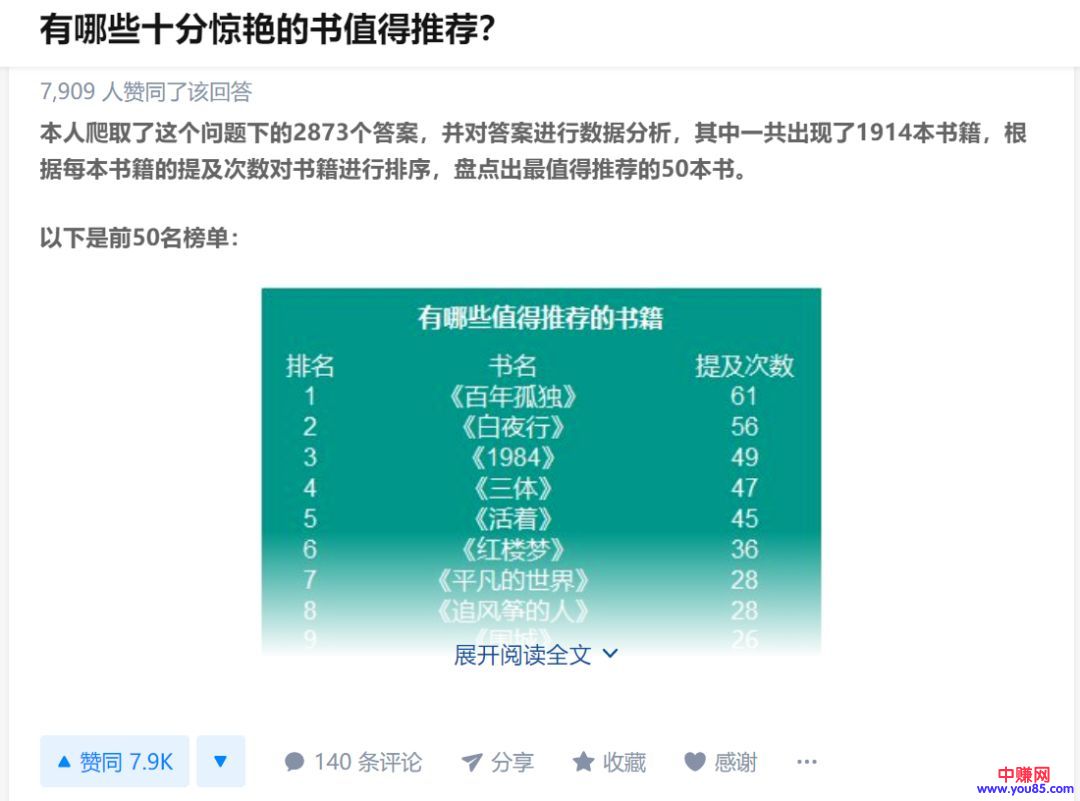 有哪些十分惊艳的书值得推荐？
7,909 人赞同了该回答
本人爬取了这个问题下的2873个答案，并对答案进行数据分析，其中一共出现了1914本书籍，根
据每本书籍的提及次数对书籍进行排序，盘点出最值得推荐的50本书。
以下是前50名榜单：
有哪些值得推荐的书籍
排名 书名 提及次数
1 《百年孤独》 61
2 《白夜行》 56
3 《1984》 49
4 《三体》 47
5 《活着》 45
6 《红楼梦》 36
7 《平凡的世界》 28
8 《追风筝的人》 28
9 《围城》 26
展开阅读全文
赞同 7.9K 140 条评论 分享 收藏 感谢
中赚网
www.you85.com